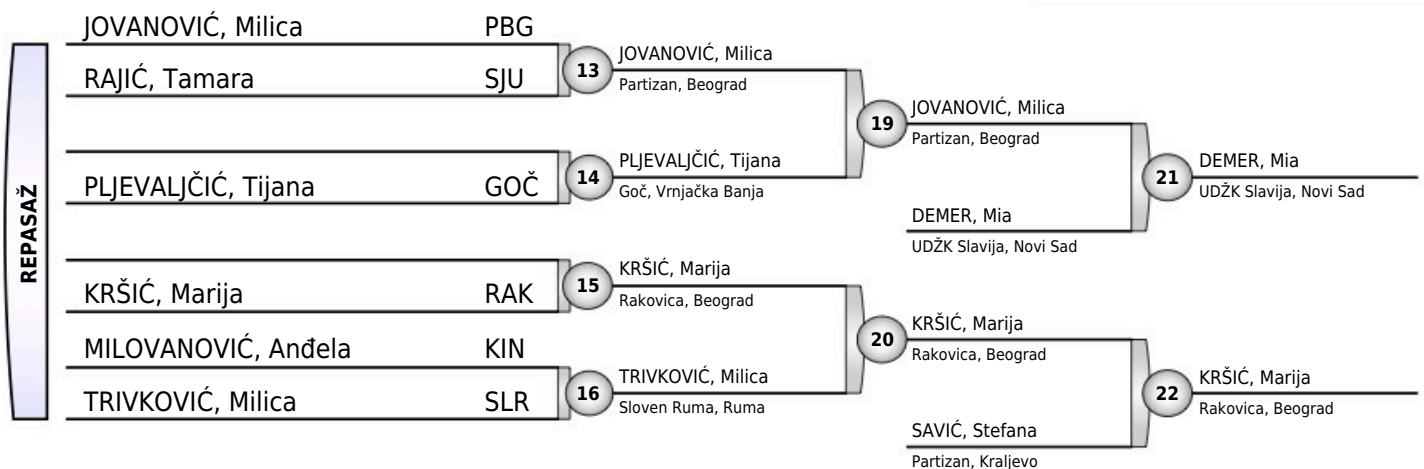 REPASAŽ
JOVANOVIĆ, Milica PBG
RAJIĆ, Tamara SJU
PLJEVALJČIĆ, Tijana GOČ
KRŠIĆ, Marija RAK
MILOVANOVIĆ, Anđela KIN
TRIVKOVIĆ, Milica SLR
13
JOVANOVIĆ, Milica
Partizan, Beograd
14
PLJEVALJČIĆ, Tijana
Goč, Vrnjačka Banja
15
KRŠIĆ, Marija
Rakovica, Beograd
16
TRIVKOVIĆ, Milica
Sloven Ruma, Ruma
19
JOVANOVIĆ, Milica
Partizan, Beograd
DEMER, Mia
UDŽK Slavija, Novi Sad
20
KRŠIĆ, Marija
Rakovica, Beograd
SAVIĆ, Stefana
Partizan, Kraljevo
21
DEMER, Mia
UDŽK Slavija, Novi Sad
22
KRŠIĆ, Marija
Rakovica, Beograd